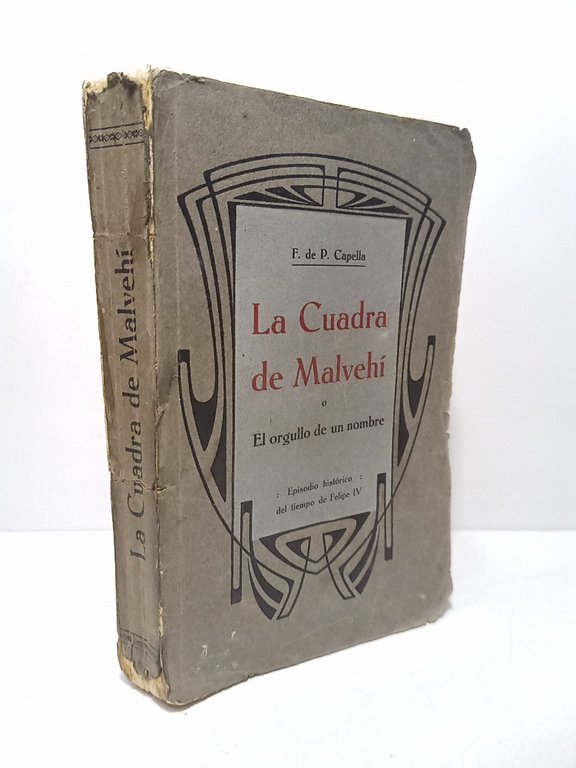 La Cuadra de Malvehí
F. de P. Capella
La Cuadra
de Malvehí
o
El orgullo de un nombre
: Episodio histórico :
del tiempo de Felipe IV